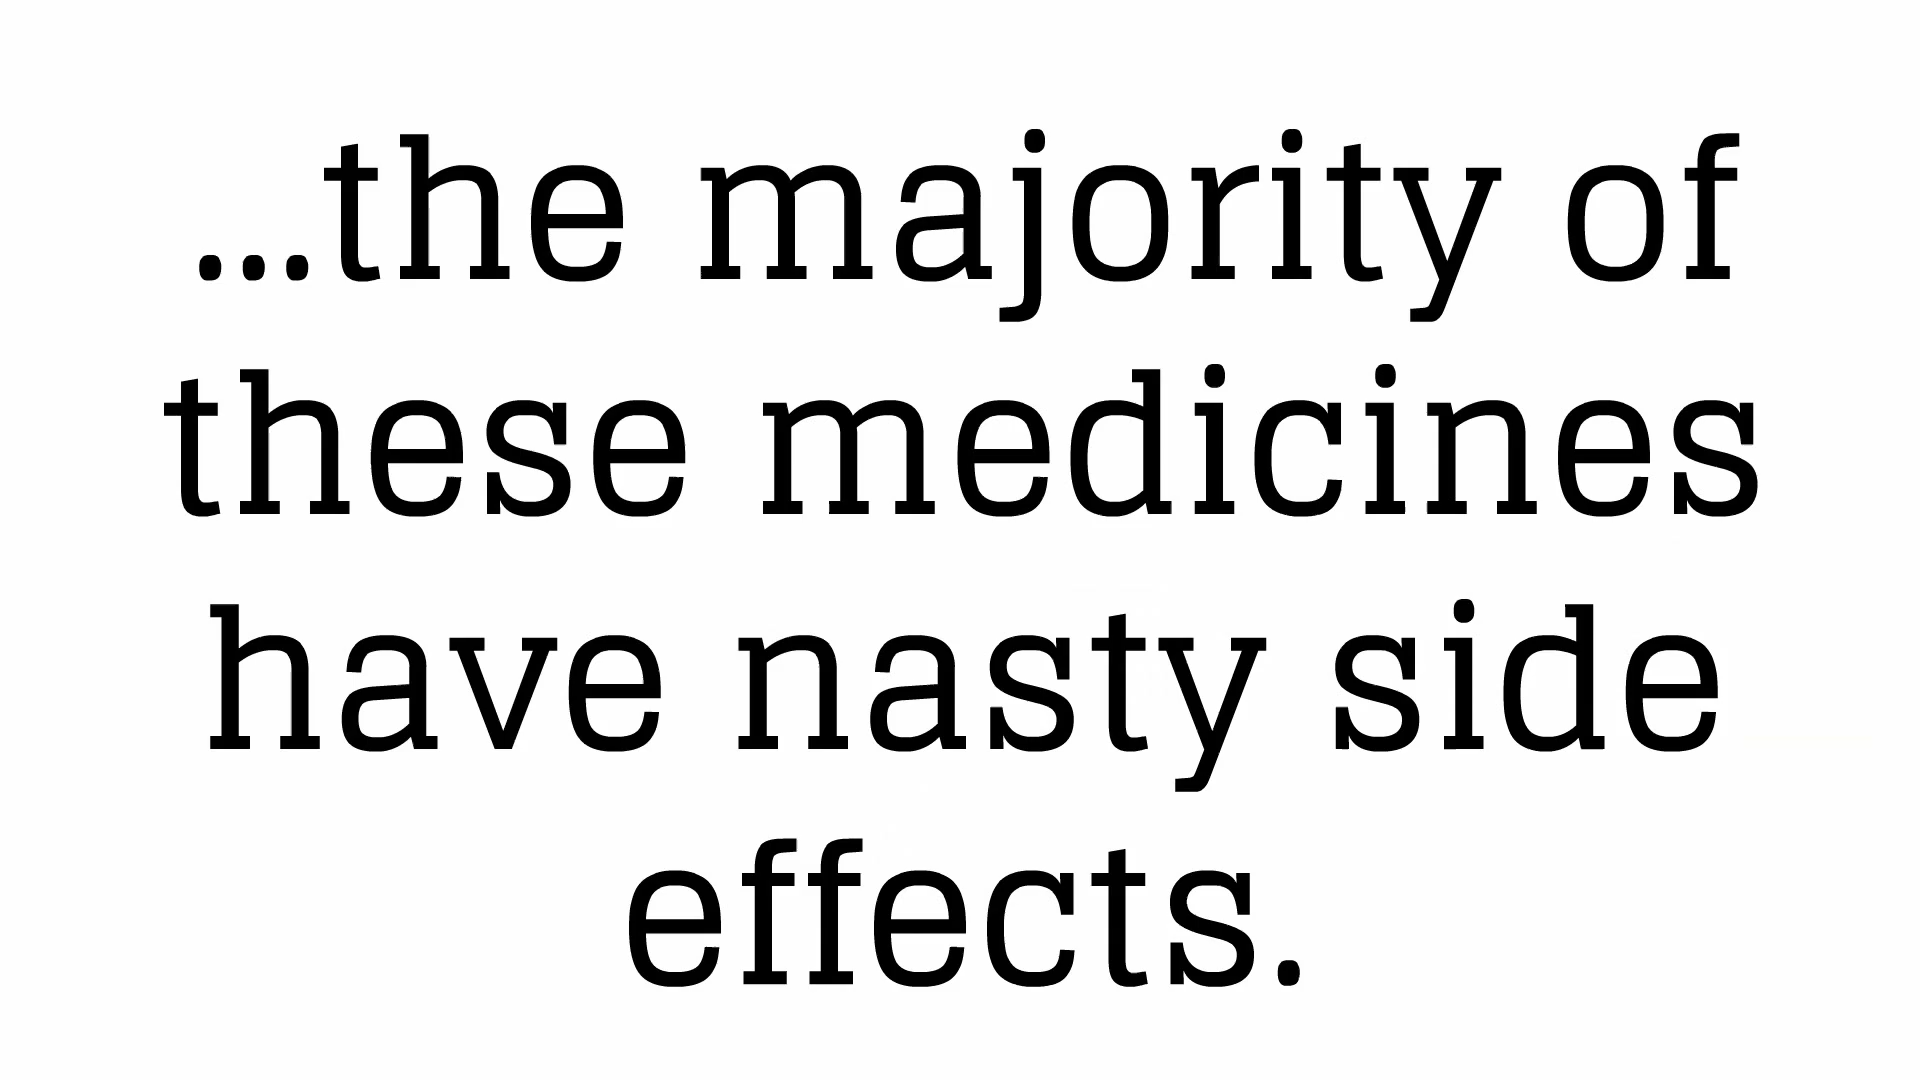 ...the majority of
these medicines
have nasty side
effects.